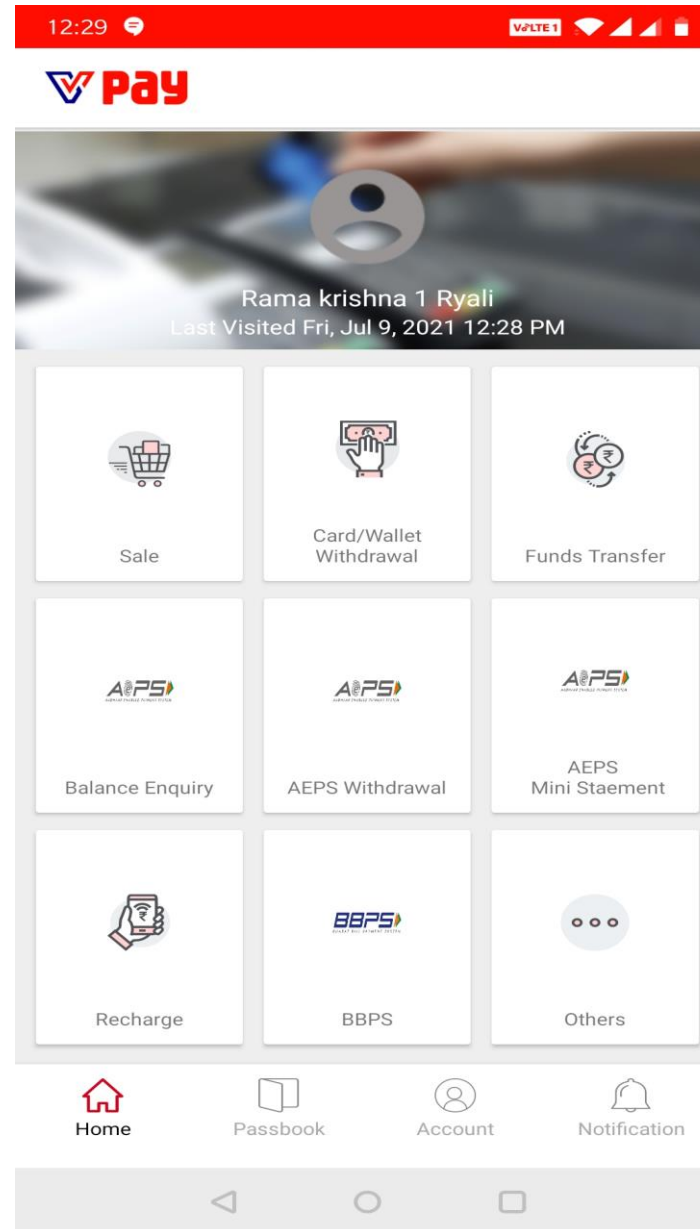 12:29
VoLTE 1
V Pay
Rama krishna 1 Ryali
Last Visited Fri, Jul 9, 2021 12:28 PM
Sale
Card/Wallet
Withdrawal
Funds Transfer
AePS
Balance Enquiry
AePS
AEPS Withdrawal
AePS
AEPS
Mini Staement
Recharge
BBPS
BBPS
Others
Home
Passbook
Account
Notification